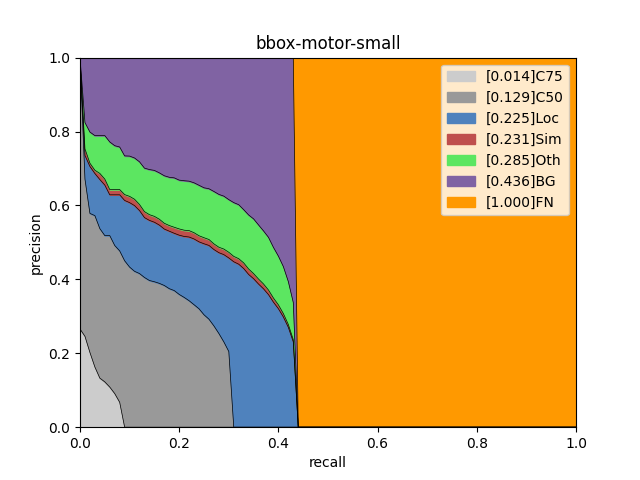 bbox-motor-small
1.0
0.8
0.6
0.4
0.2
0.0
precision
0.0 0.2 0.4 0.6 0.8 1.0
recall
[0.014]C75
[0.129]C50
[0.225]Loc
[0.231]Sim
[0.285]Oth
[0.436]BG
[1.000]FN